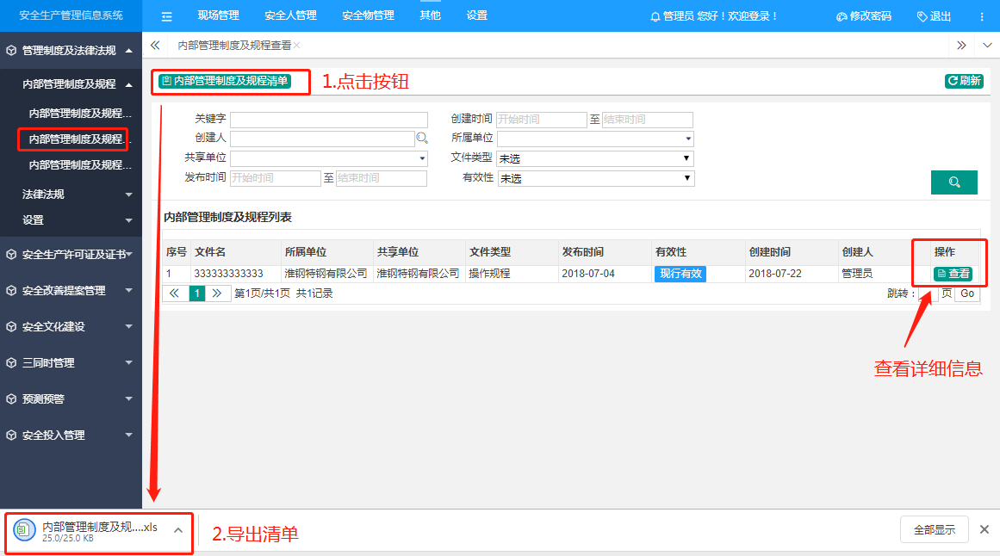 安全生产管理信息系统 现场管理 安全人管理 安全物管理 其他 设置 管理员 您好！欢迎登录！ 修改密码 退出
管理制度及法律法规
内部管理制度及规程
内部管理制度及规程...
内部管理制度及规程...
内部管理制度及规程...
法律法规
设置
安全生产许可证及证书
安全改善提案管理
安全文化建设
三同时管理
预测预警
安全投入管理
内部管理制度及规程查看
内部管理制度及规程清单 1.点击按钮 刷新
关键字 创建时间 开始时间 至 结束时间
创建人 所属单位
共享单位 文件类型 未选
发布时间 开始时间 至 结束时间 有效性 未选
内部管理制度及规程列表
序号 文件名 所属单位 共享单位 文件类型 发布时间 有效性 创建时间 创建人 操作
1 333333333333 淮钢特钢有限公司 淮钢特钢有限公司 操作规程 2018-07-04 现行有效 2018-07-22 管理员 查看
1 第1页/共1页 共1记录 跳转： 页 Go
查看详细信息
内部管理制度及规....xls
25.0/25.0 KB
2.导出清单
全部显示